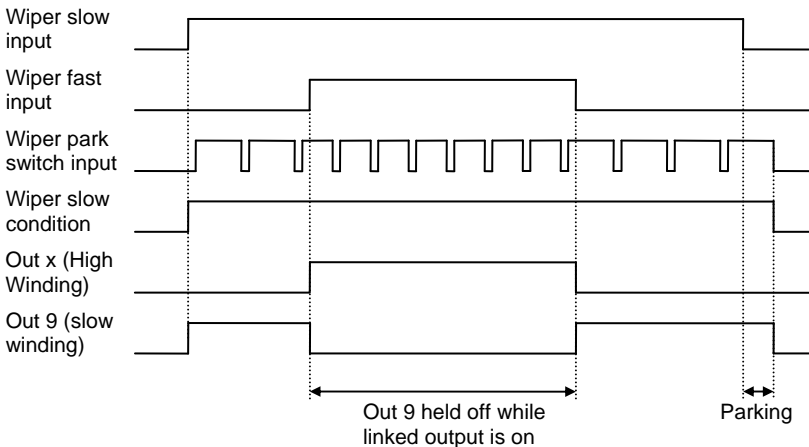 Wiper slow
input
Wiper fast
input
Wiper park
switch input
Wiper slow
condition
Out x (High
Winding)
Out 9 (slow
winding)
Out 9 held off while
linked output is on
Parking